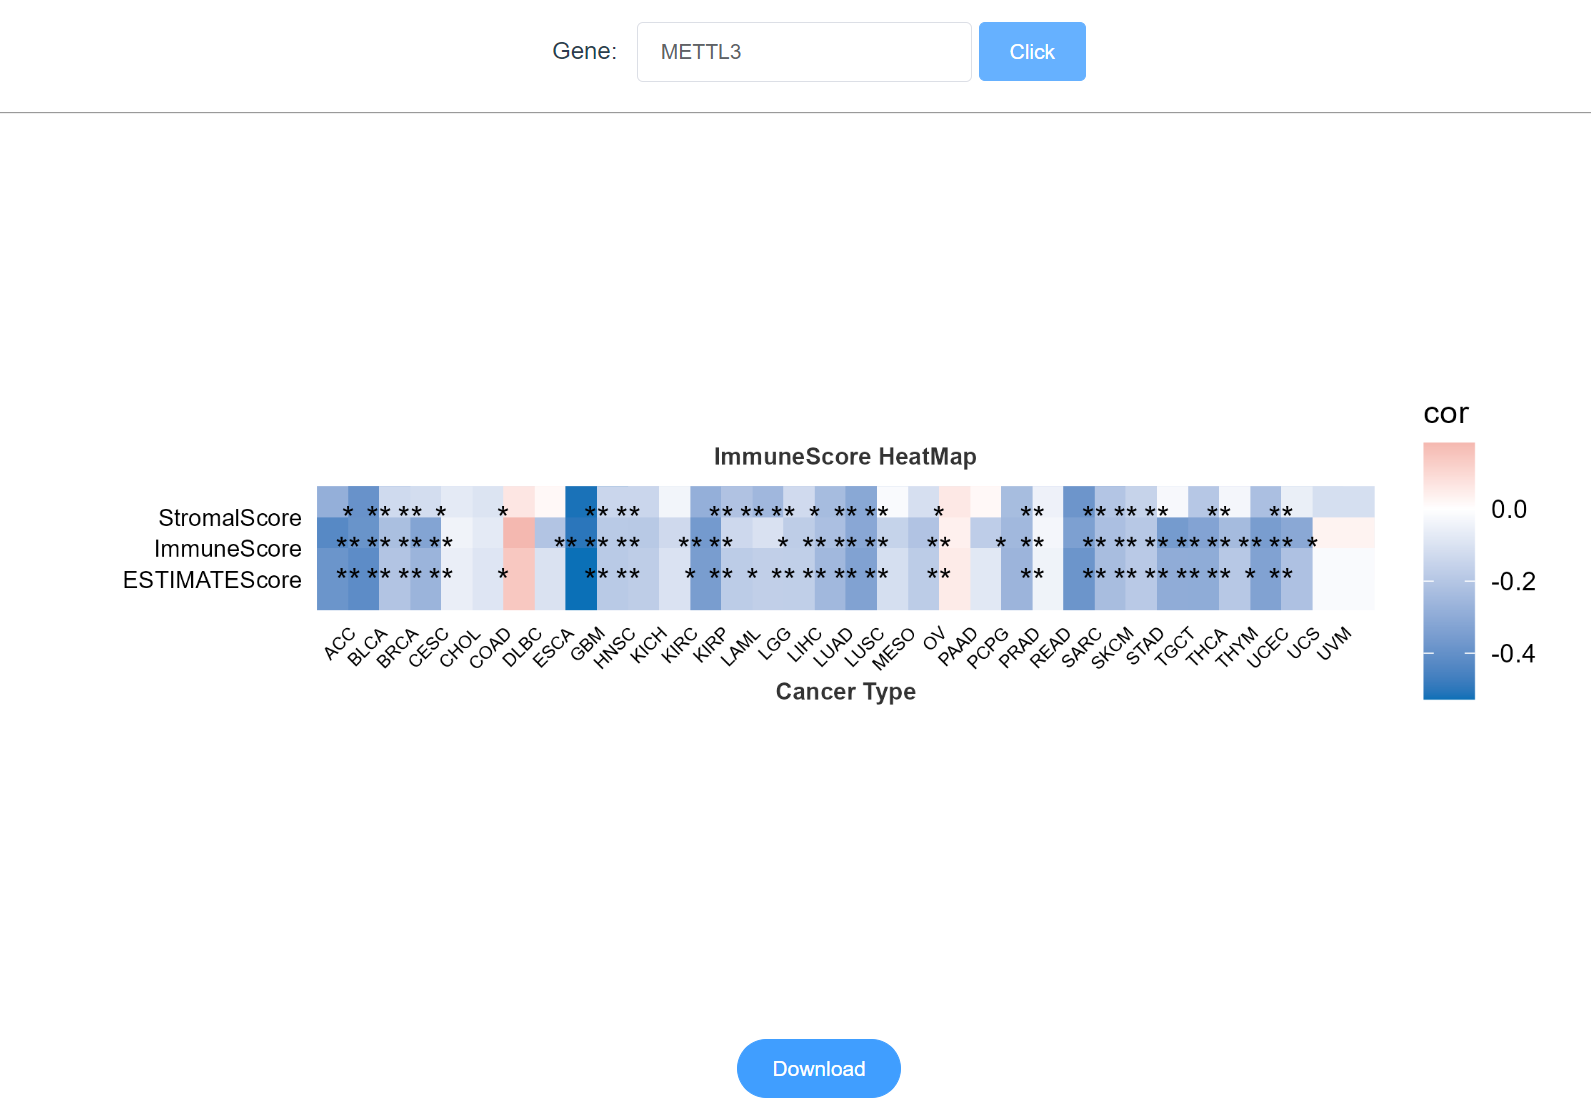 Gene: METTL3 Click
cor
ImmuneScore HeatMap
StromalScore * ** ** * * ** ** ** ** ** * ** ** * ** ** ** ** ** **
ImmuneScore ** ** ** ** ** ** ** ** ** * ** ** ** ** * ** ** ** ** ** ** ** ** *
ESTIMATEScore ** ** ** ** * ** ** * ** * ** ** ** ** ** ** ** ** ** ** ** * **
0.0
-0.2
-0.4
ACC BLCA BRCA CESC CHOL COAD DLBC ESCA GBM HNSC KICH KIRC KIRP LAML LGG LIHC LUAD LUSC MESO OV PAAD PCPG PRAD READ SARC SKCM STAD TGCT THCA THYM UCEC UCS UVM
Cancer Type
Download